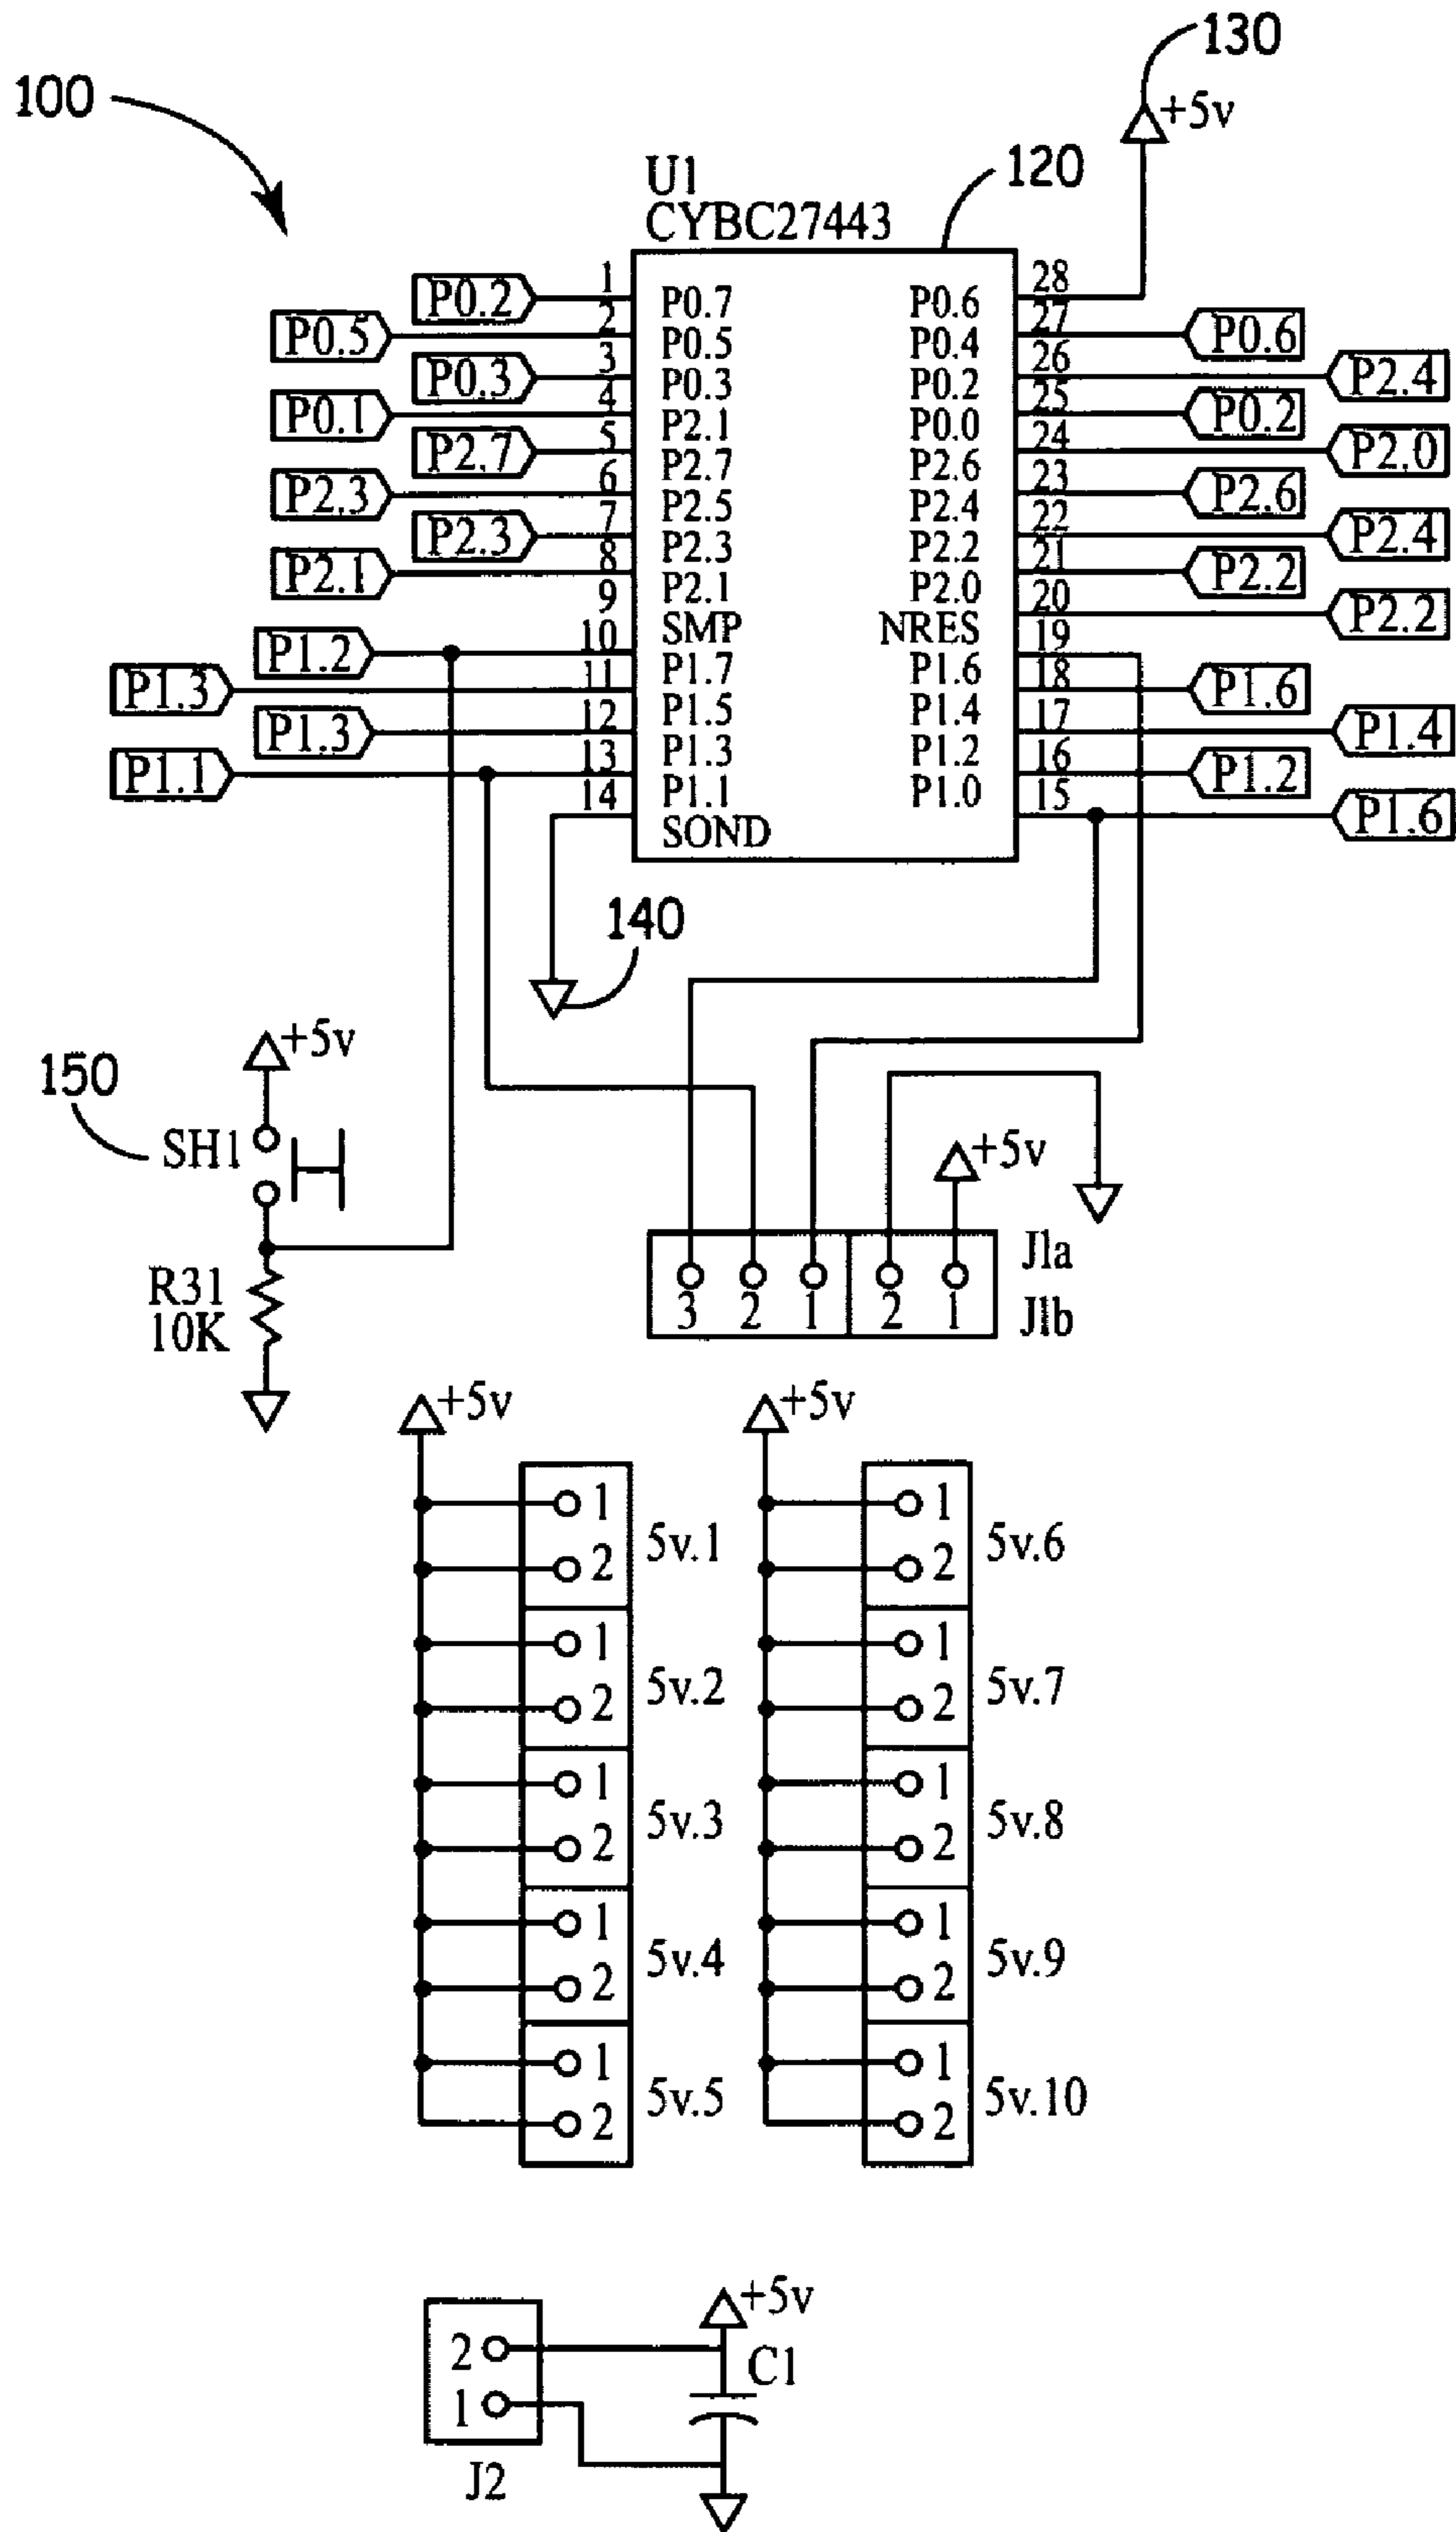 100
130
+5v
120
U1
CYBC27443
P0.2 1 P0.7 P0.6 28
P0.5 2 P0.5 P0.4 27 P0.6
P0.3 3 P0.3 P0.2 26 P2.4
P0.1 4 P2.1 P0.0 25 P0.2
P2.7 5 P2.7 P2.6 24 P2.0
P2.3 6 P2.5 P2.4 23 P2.6
P2.3 7 P2.3 P2.2 22 P2.4
P2.1 8 P2.1 P2.0 21 P2.2
9 SMP NRES 20 P2.2
P1.2 10 P1.7 P1.6 19
P1.3 11 P1.5 P1.4 18 P1.6
P1.3 12 P1.3 P1.2 17 P1.4
P1.1 13 P1.1 P1.0 16 P1.2
14 SOND 15 P1.6
140
+5v
150
SH1
R31
10K
+5v
J1a
3 2 1 2 1
J1b
+5v
+5v
1
2
5v.1
1
2
5v.6
1
2
5v.2
1
2
5v.7
1
2
5v.3
1
2
5v.8
1
2
5v.4
1
2
5v.9
1
2
5v.5
1
2
5v.10
+5v
2
C1
1
J2